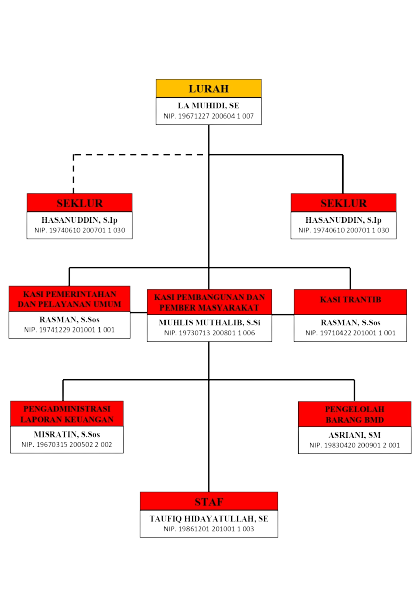 LURAH
LA MUHIDI, SE
NIP. 19671227 200604 1 007
SEKLUR
HASANUDDIN, S.Ip
NIP. 19740610 200701 1 030
SEKLUR
HASANUDDIN, S.Ip
NIP. 19740610 200701 1 030
KASI PEMERINTAHAN
DAN PELAYANAN UMUM
RASMAN, S.Sos
NIP. 19741229 201001 1 001
KASI PEMBANGUNAN DAN
PEMBER MASYARAKAT
MUHLIS MUTHALIB, S.Si
NIP. 19730713 200801 1 006
KASI TRANTIB
RASMAN, S.Sos
NIP. 19710422 201001 1 001
PENGADMINISTRASI
LAPORAN KEUANGAN
MISRATIN, S.Sos
NIP. 19670315 200502 2 002
PENGELOLAH
BARANG BMD
ASRIANI, SM
NIP. 19830420 200901 2 001
STAF
TAUFIQ HIDAYATULLAH, SE
NIP. 19861201 201001 1 003